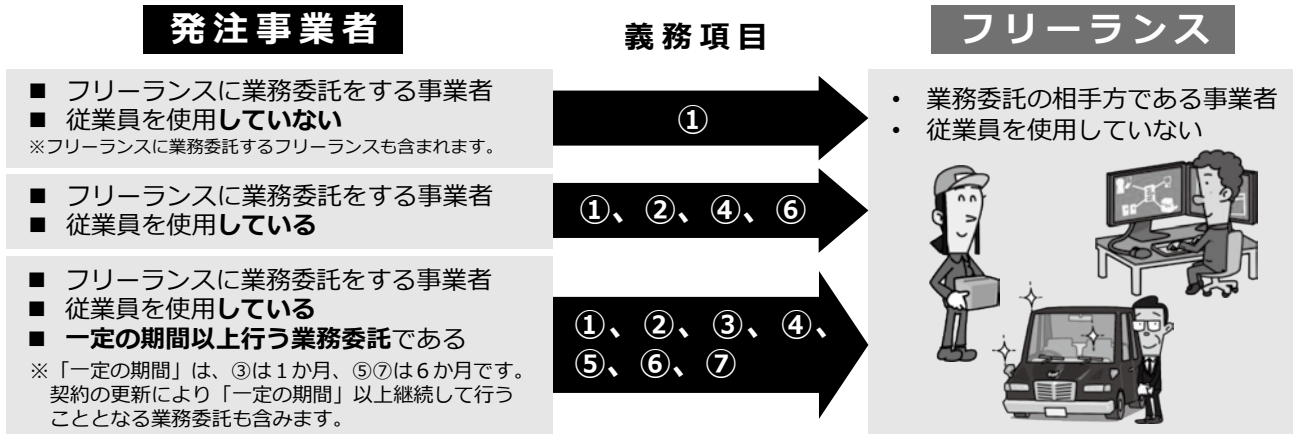 発注事業者
義務項目
フリーランス
■ フリーランスに業務委託をする事業者
■ 従業員を使用していない
※フリーランスに業務委託するフリーランスも含まれます。
①
• 業務委託の相手方である事業者
• 従業員を使用していない
■ フリーランスに業務委託をする事業者
■ 従業員を使用している
①、②、④、⑥
■ フリーランスに業務委託をする事業者
■ 従業員を使用している
■ 一定の期間以上行う業務委託である
※「一定の期間」は、③は１か月、⑤⑦は６か月です。
契約の更新により「一定の期間」以上継続して行う
こととなる業務委託も含みます。
①、②、③、④、
⑤、⑥、⑦